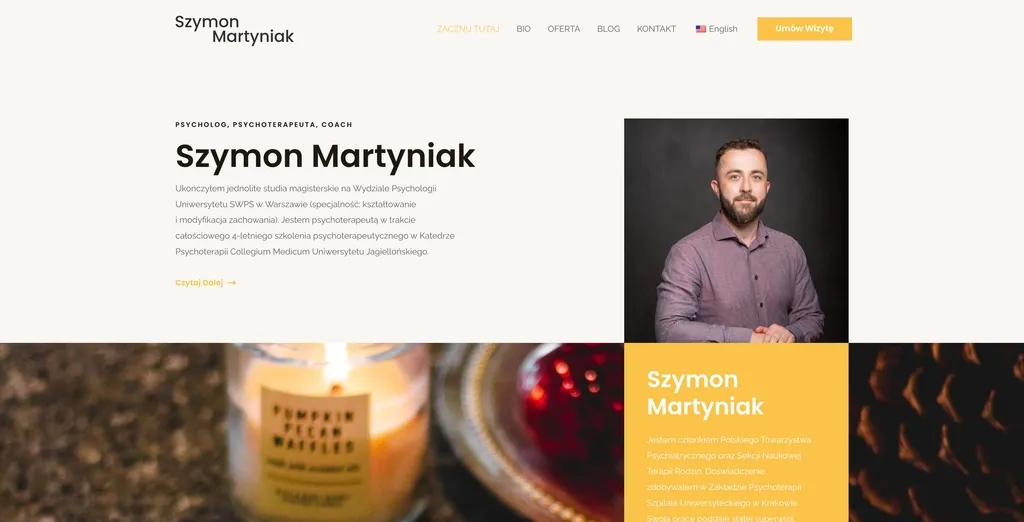 Szymon
Martyniak
ZACZNIJ TUTAJ
BIO
OFERTA
BLOG
KONTAKT
English
Umów Wizytę
PSYCHOLOG, PSYCHOTERAPEUTA, COACH
Szymon Martyniak
Ukończyłem jednolite studia magisterskie na Wydziale Psychologii
Uniwersytetu SWPS w Warszawie (specjalność: kształtowanie
i modyfikacja zachowania). Jestem psychoterapeutą w trakcie
całościowego 4-letniego szkolenia psychoterapeutycznego w Katedrze
Psychoterapii Collegium Medicum Uniwersytetu Jagiellońskiego.
Czytaj Dalej →
PUMPKIN
PECAN
WAFFLES
Szymon
Martyniak
Jestem członkiem Polskiego Towarzystwa
Psychiatrycznego oraz Sekcji Naukowej
Terapii Rodzin. Doświadczenie
zdobywałem w Zakładzie Psychoterapii
Szpitala Uniwersyteckiego w Krakowie.
Swoją pracę poddaję stałej superwizji,